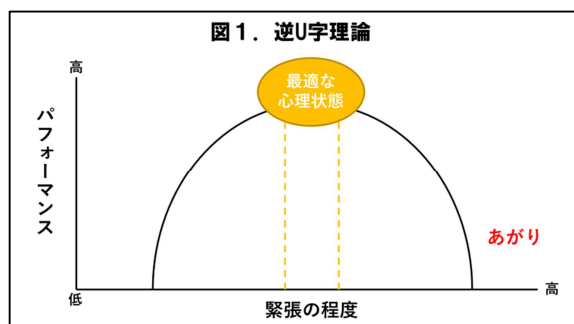 図1．逆U字理論
高
最適な
心理状態
パフォーマンス
あがり
低
緊張の程度
高